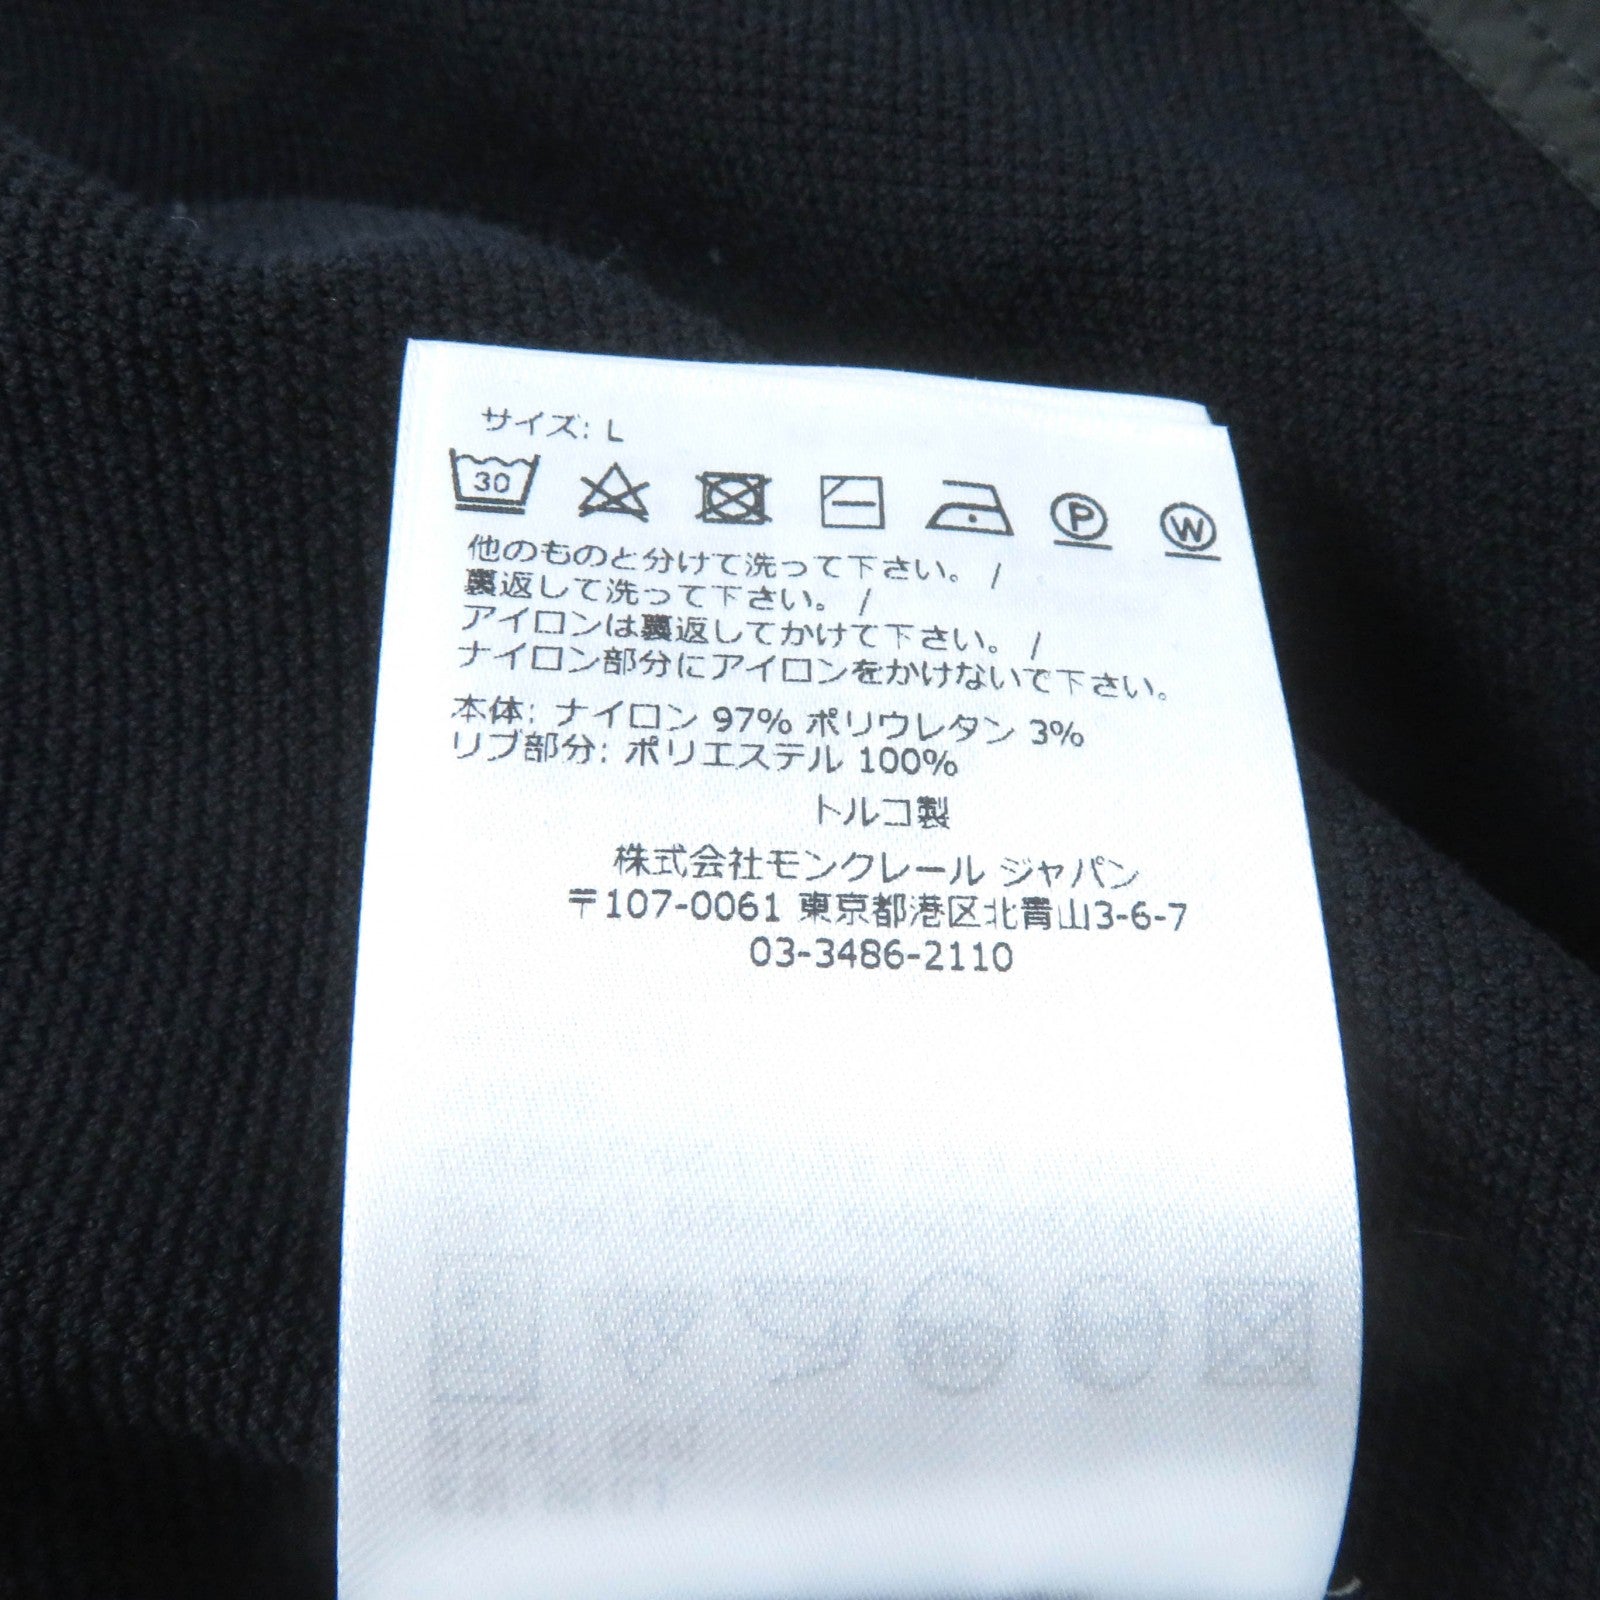 サイズ: L
30
P W
他のものと分けて洗って下さい。 /
裏返して洗って下さい。 /
アイロンは裏返してかけて下さい。 /
ナイロン部分にアイロンをかけないで下さい。
本体: ナイロン 97% ポリウレタン 3%
リブ部分: ポリエステル 100%
トルコ製
株式会社モンクレール ジャパン
〒107-0061 東京都港区北青山3-6-7
03-3486-2110